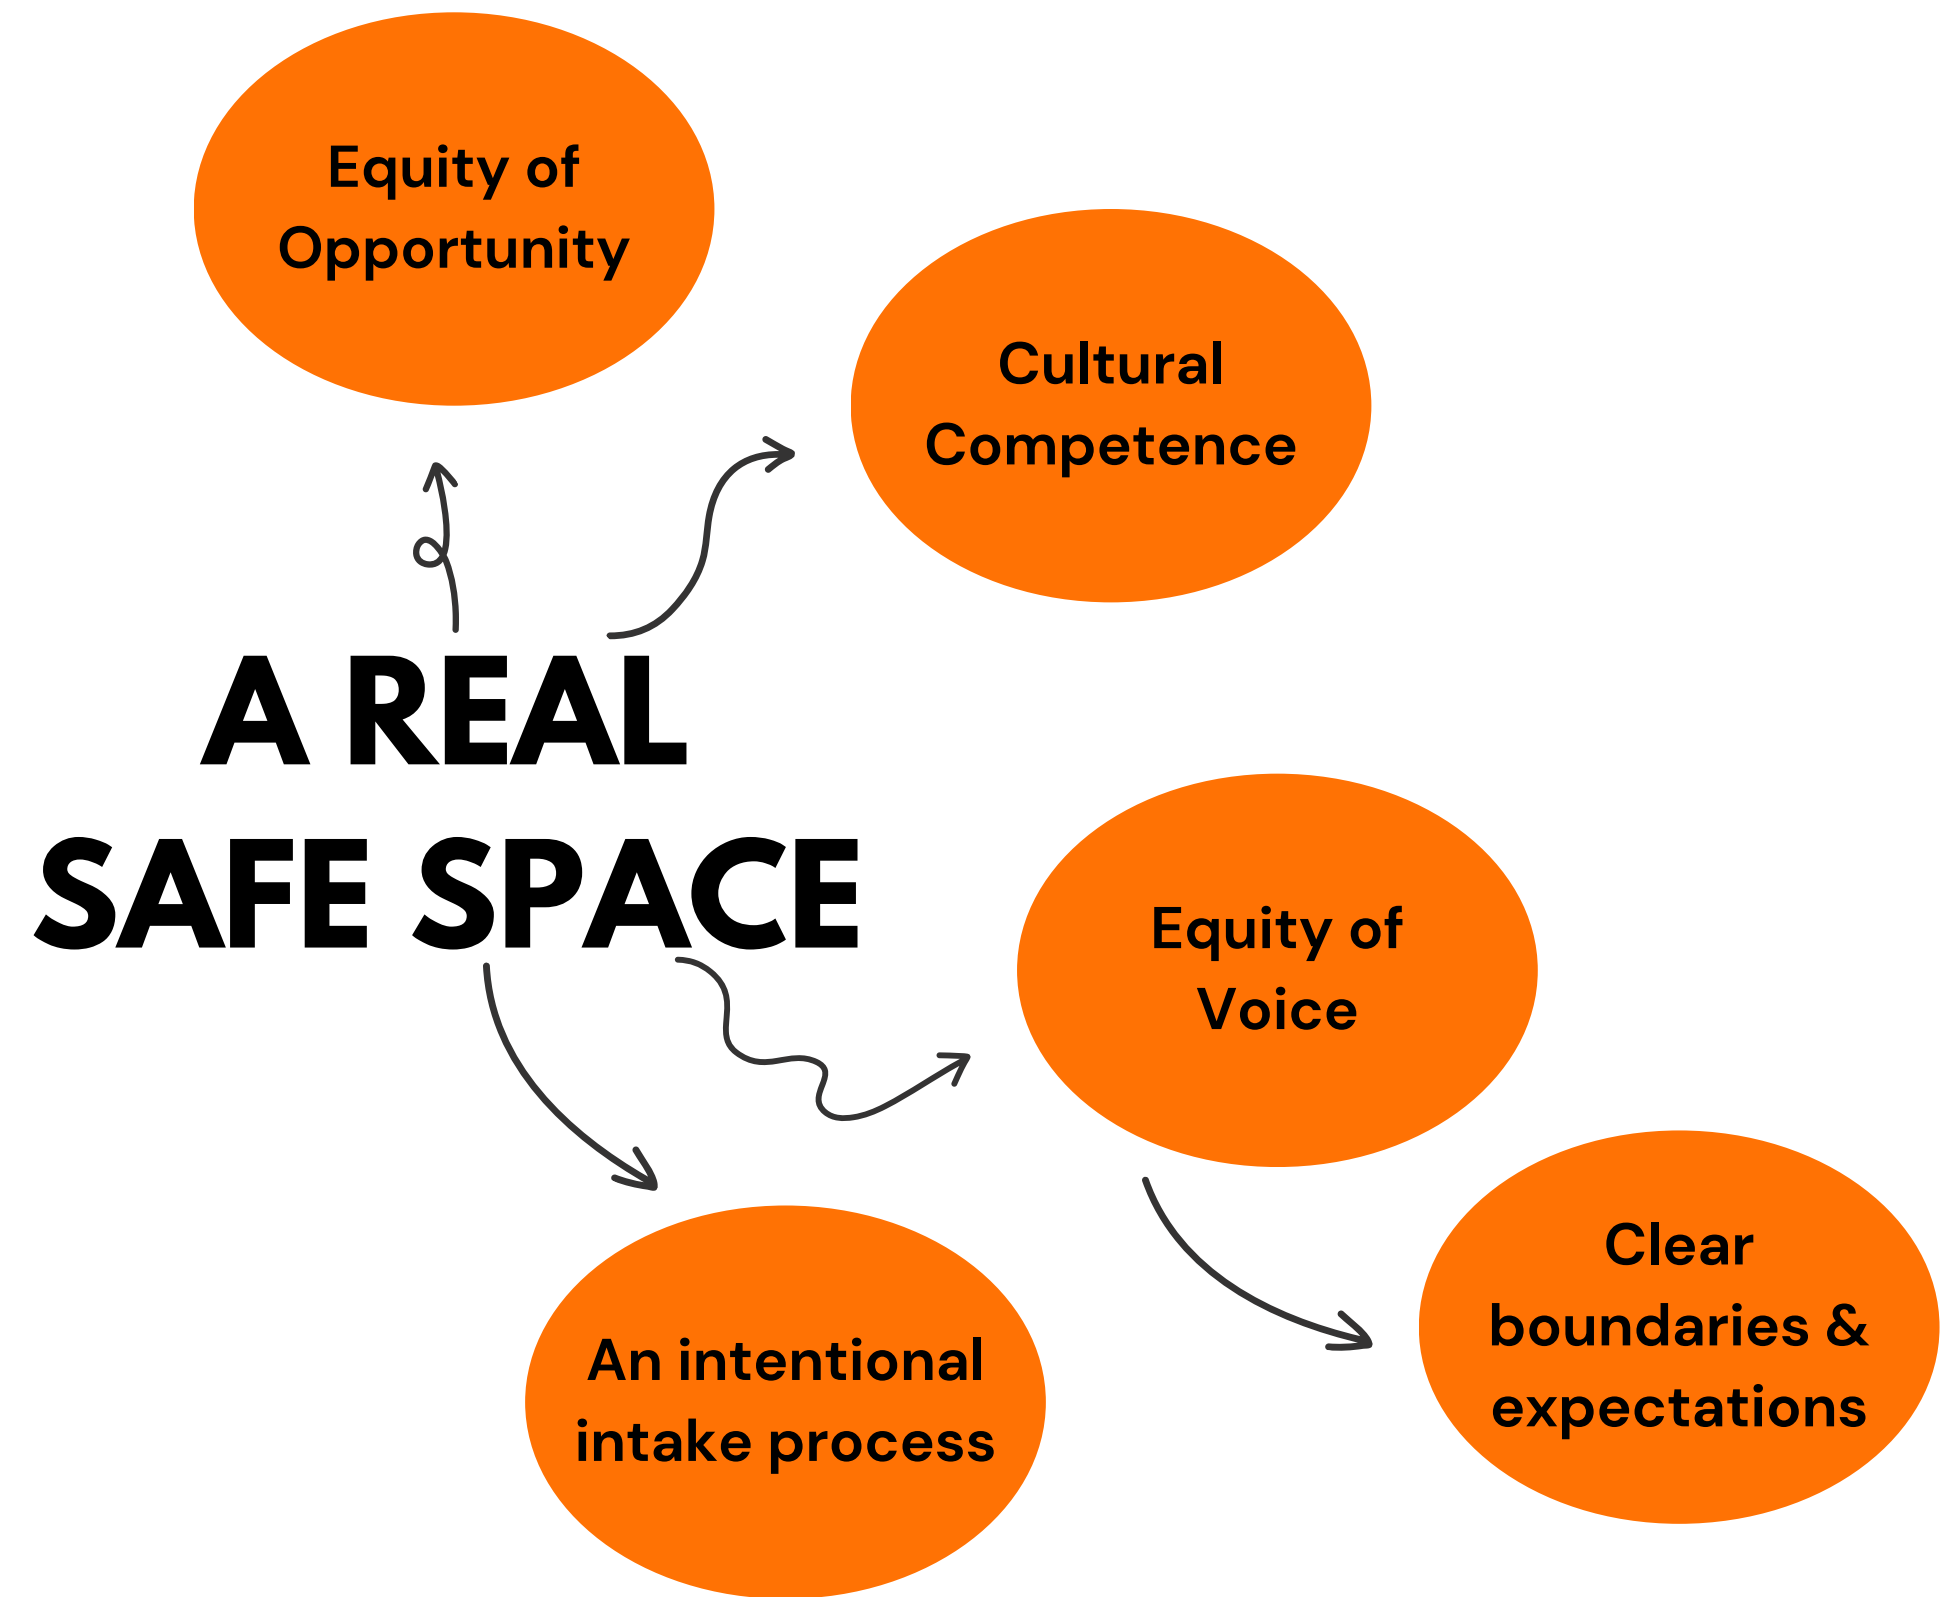 Equity of
Opportunity
Cultural
Competence
A REAL
SAFE SPACE
Equity of
Voice
Clear
boundaries &
expectations
An intentional
intake process